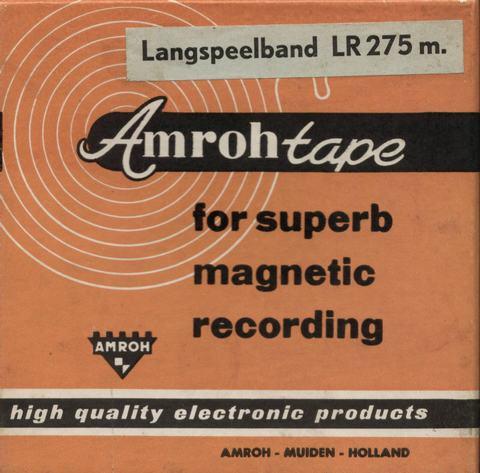 Langspeelband LR 275 m.
Amrohtape
for superb
magnetic
recording
AMROH
high quality electronic products
AMROH - MUIDEN - HOLLAND